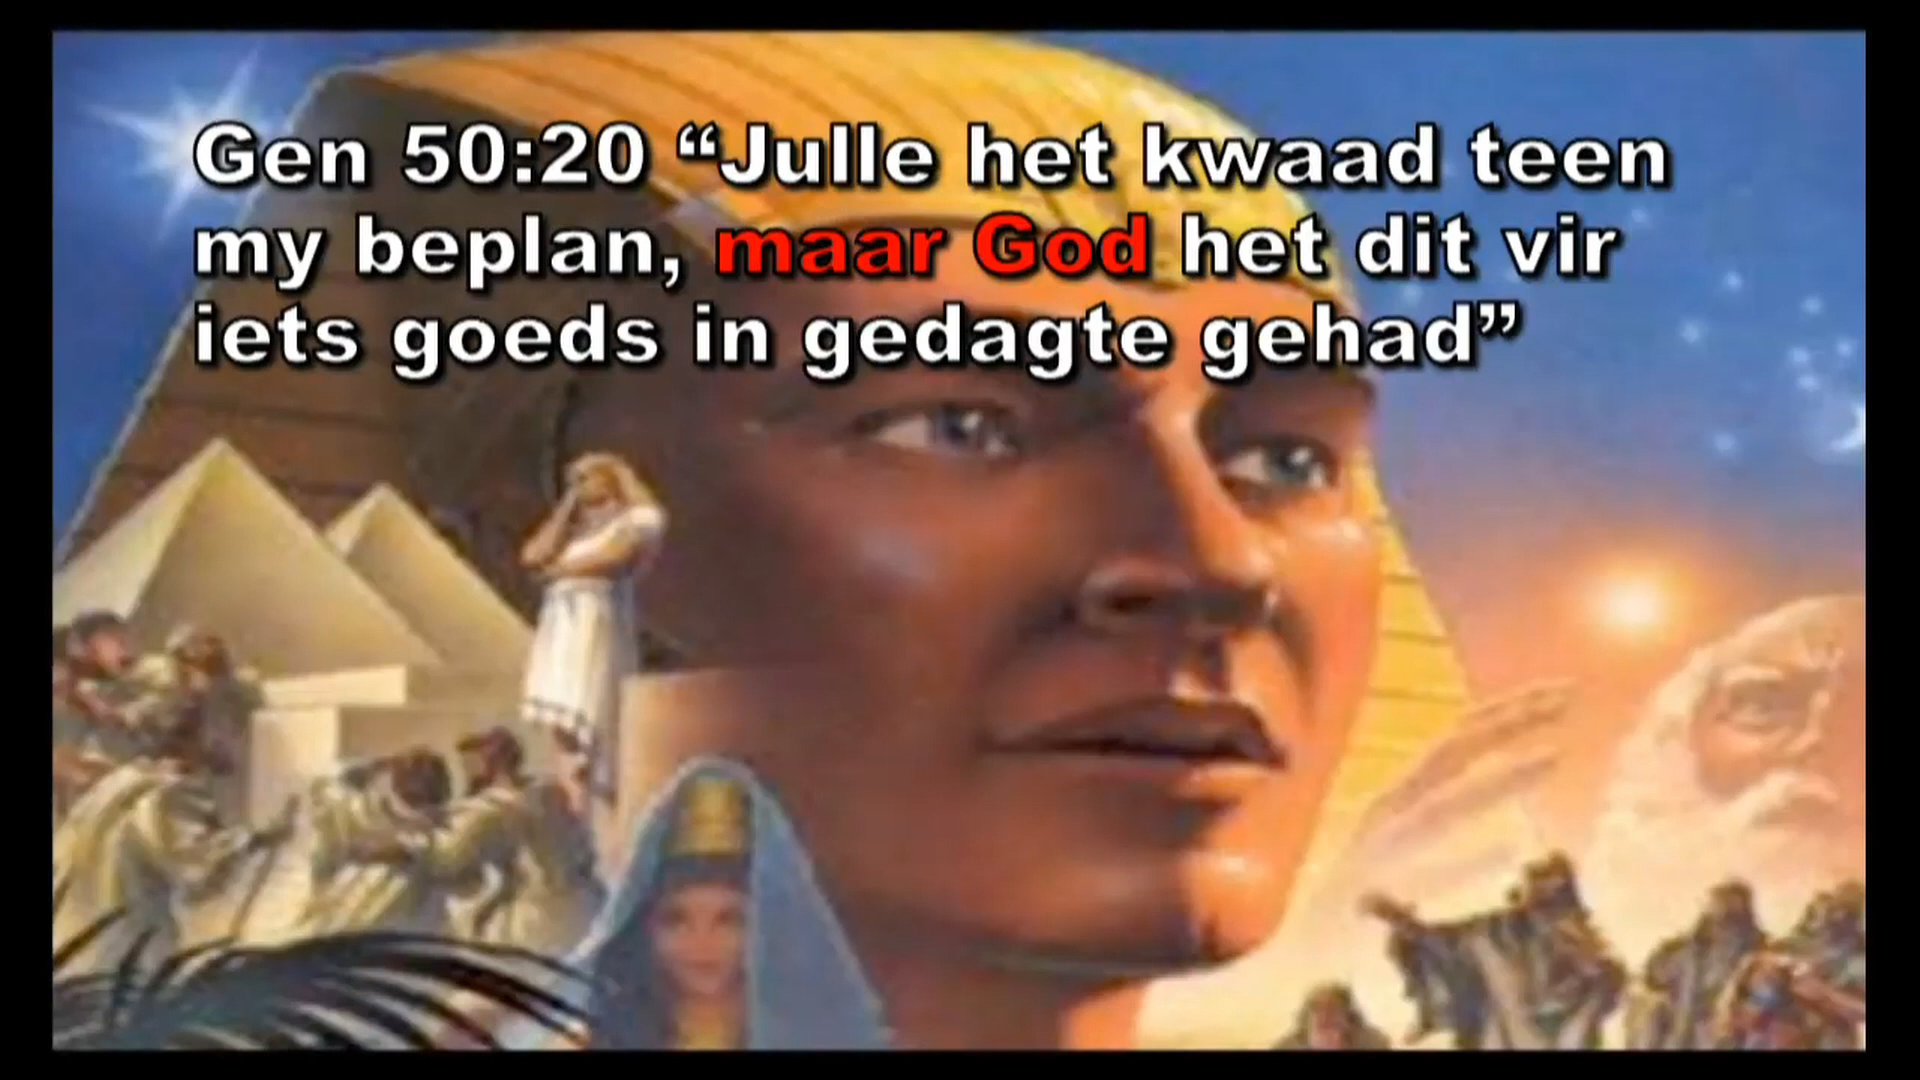 Gen 50:20 “Julle het kwaad teen
my beplan, maar God het dit vir
iets goeds in gedagte gehad”